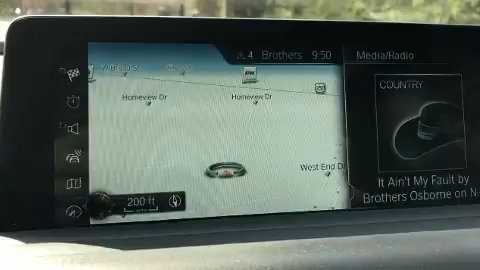 4 Brothers 9:50
Media/Radio
COUNTRY
Homeview Dr
Homeview Dr
250
West End D
200 ft
It Ain't My Fault by
Brothers Osborne on N-